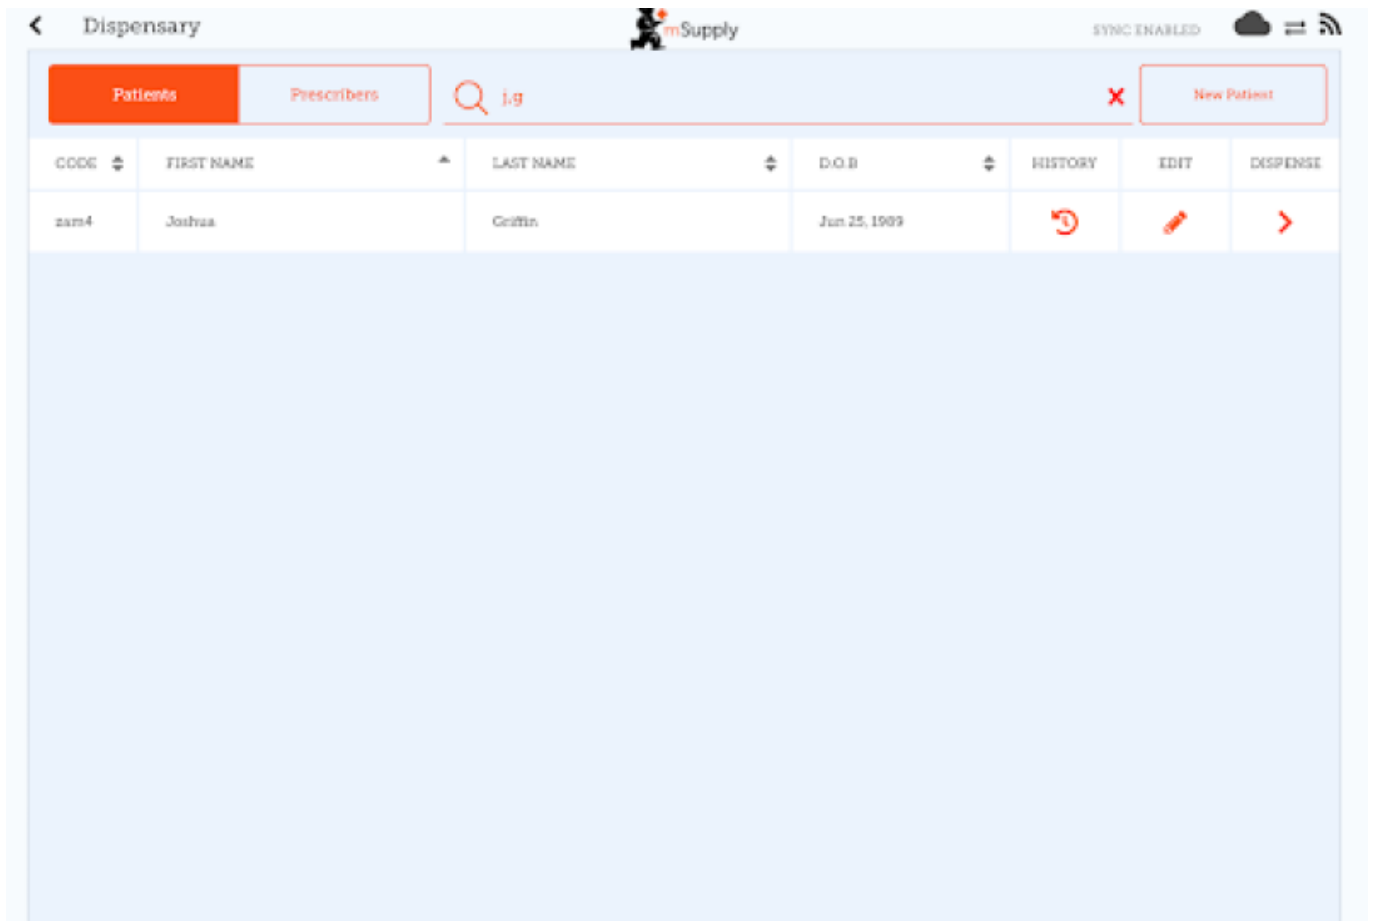 Dispensary
mSupply
SYNC ENABLED
Patients
Prescribers
j,g
New Patient
CODE FIRST NAME LAST NAME D.O.B HISTORY EDIT DISPENSE
zam4 Joshua Griffin Jun 25, 1989